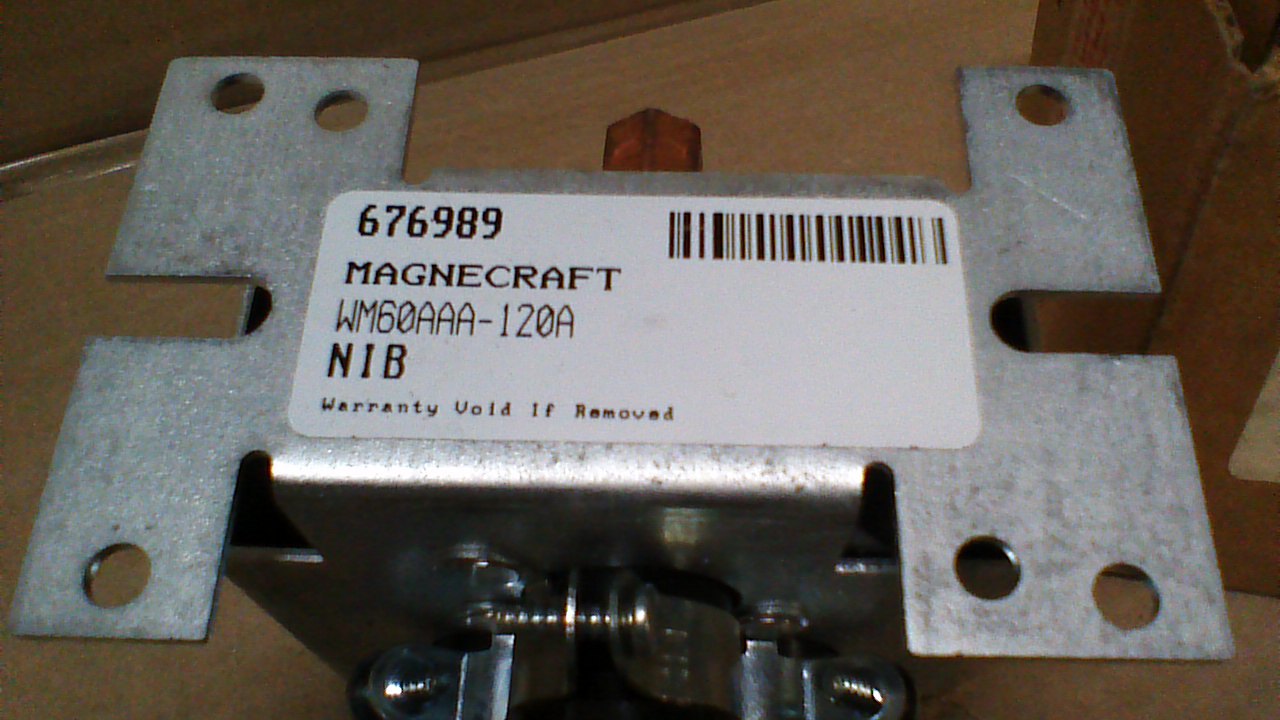 676989
MAGNECRAFT
WM60AAA-120A
NIB
Warranty Void If Removed